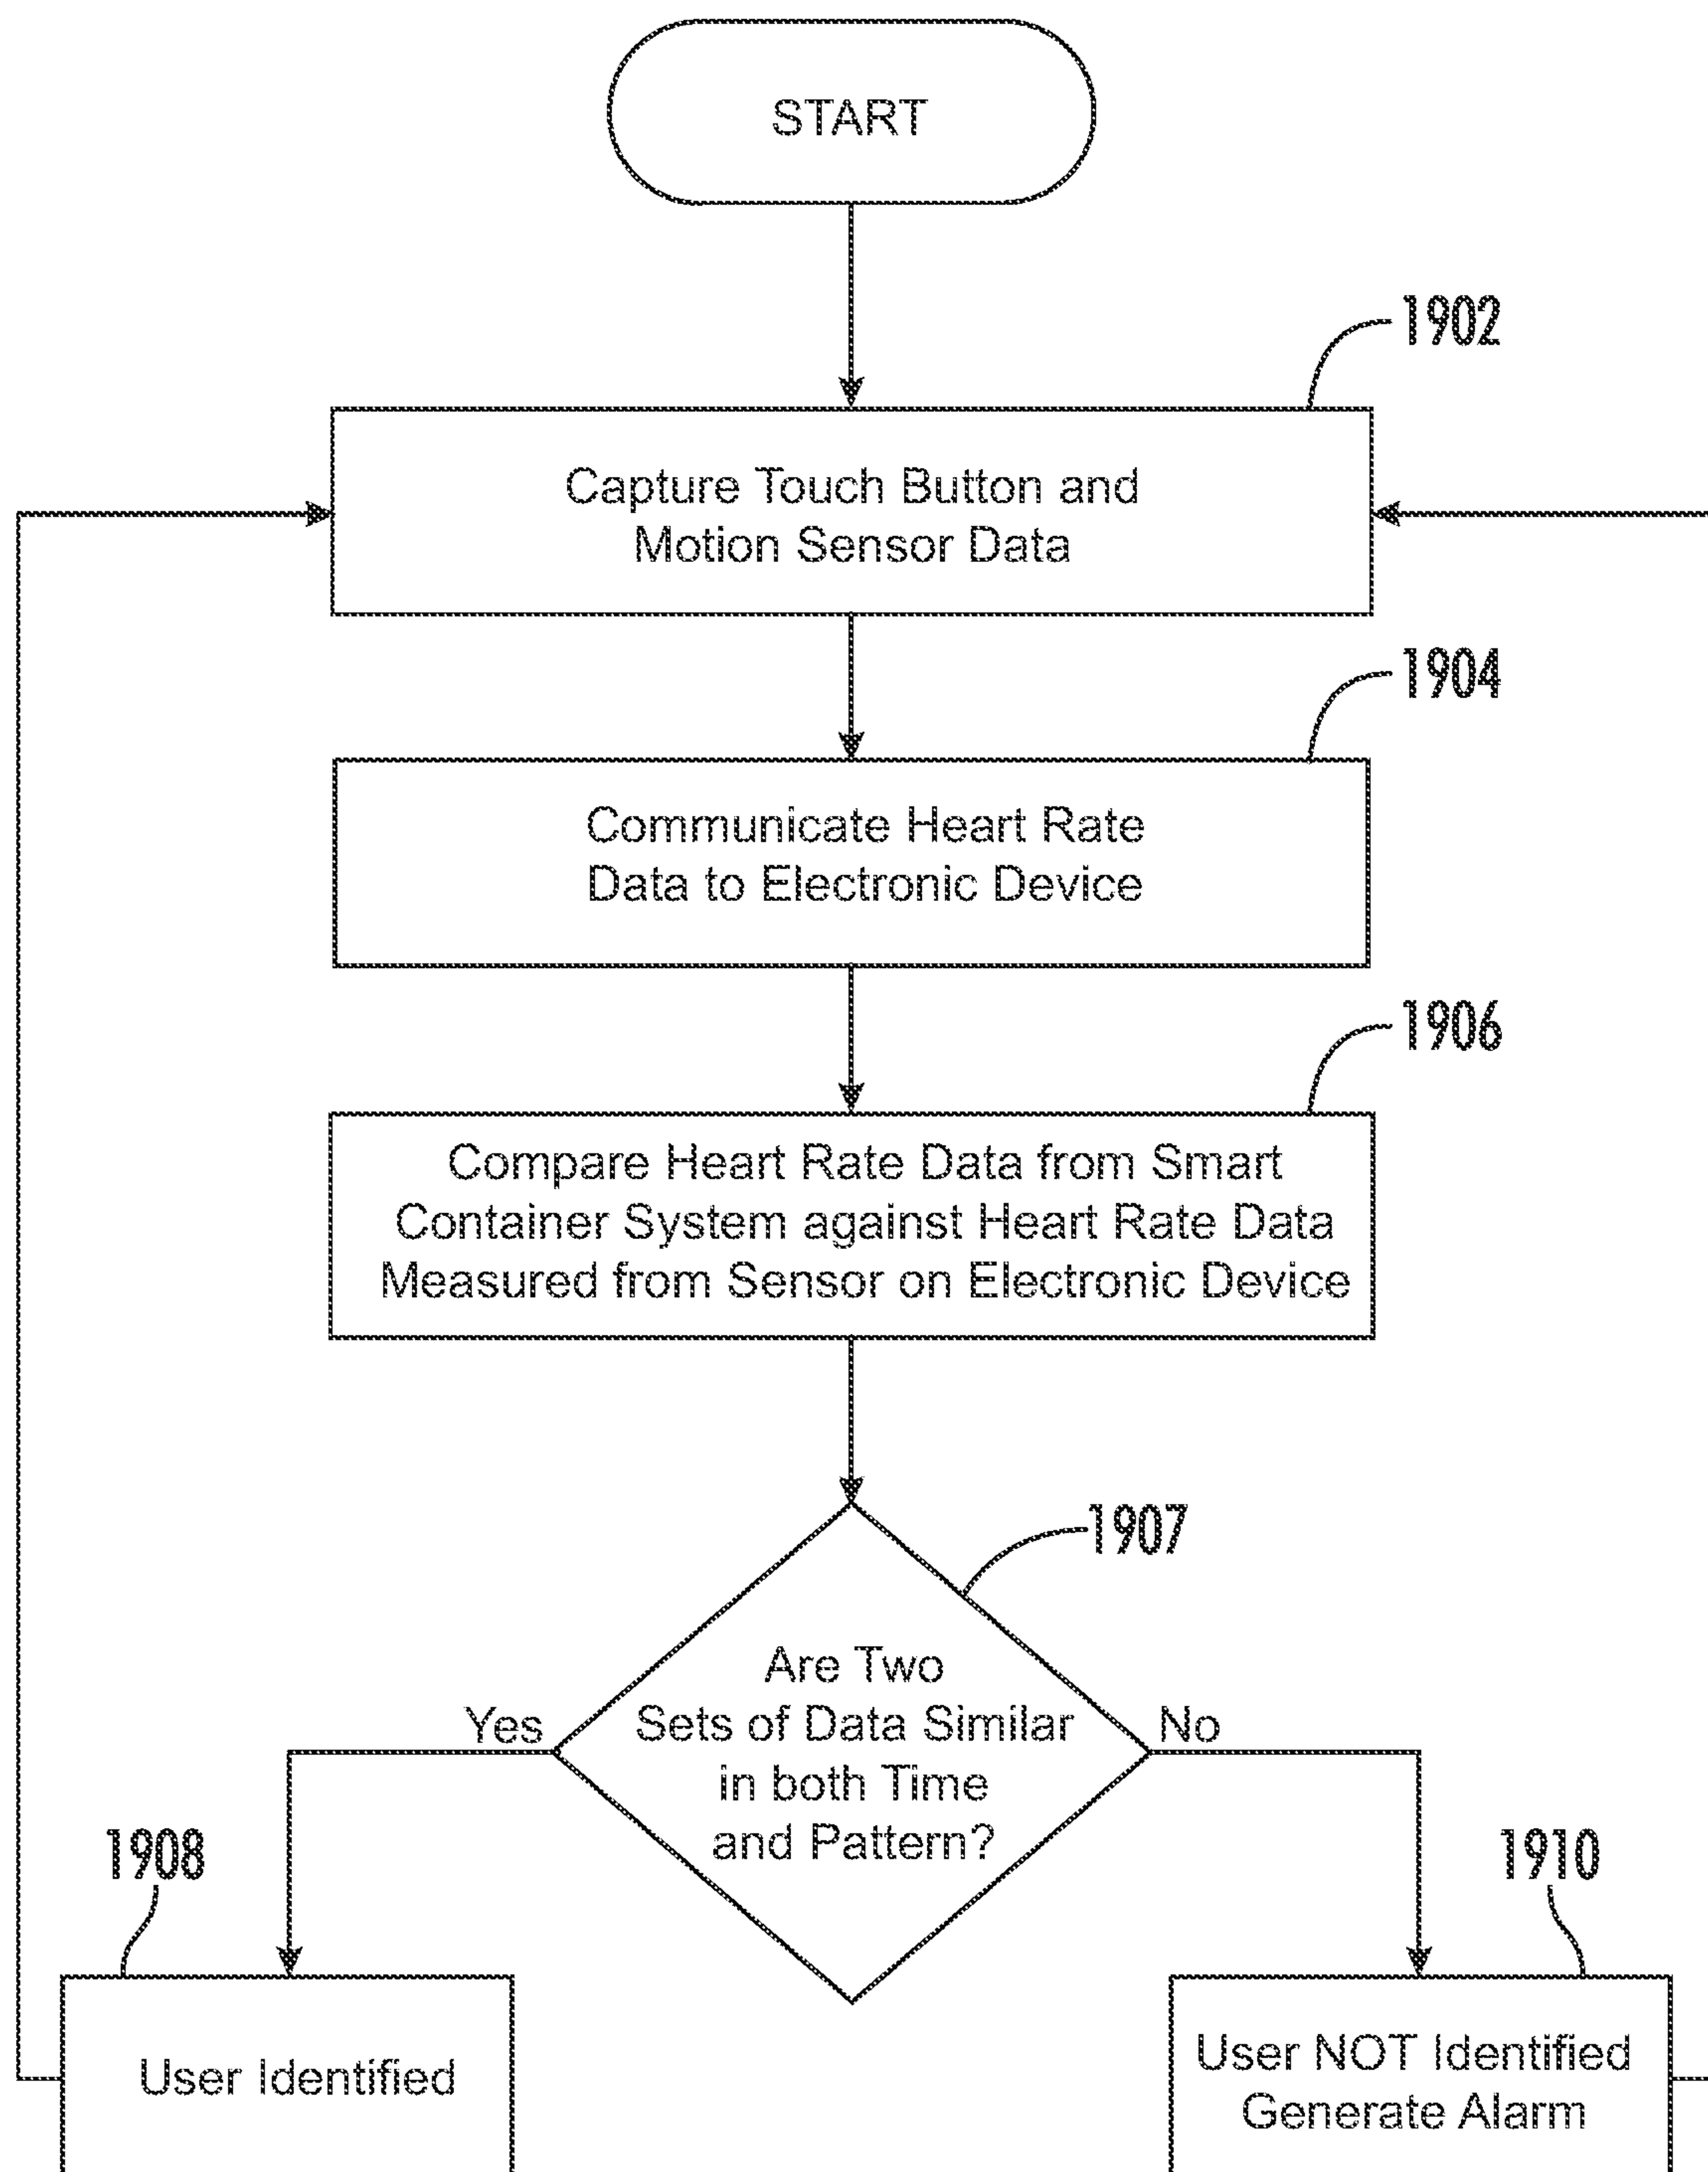 START
1902
Capture Touch Button and
Motion Sensor Data
1904
Communicate Heart Rate
Data to Electronic Device
1906
Compare Heart Rate Data from Smart
Container System against Heart Rate Data
Measured from Sensor on Electronic Device
1907
Are Two
Sets of Data Similar
in both Time
and Pattern?
Yes
No
1908
1910
User Identified
User NOT Identified
Generate Alarm